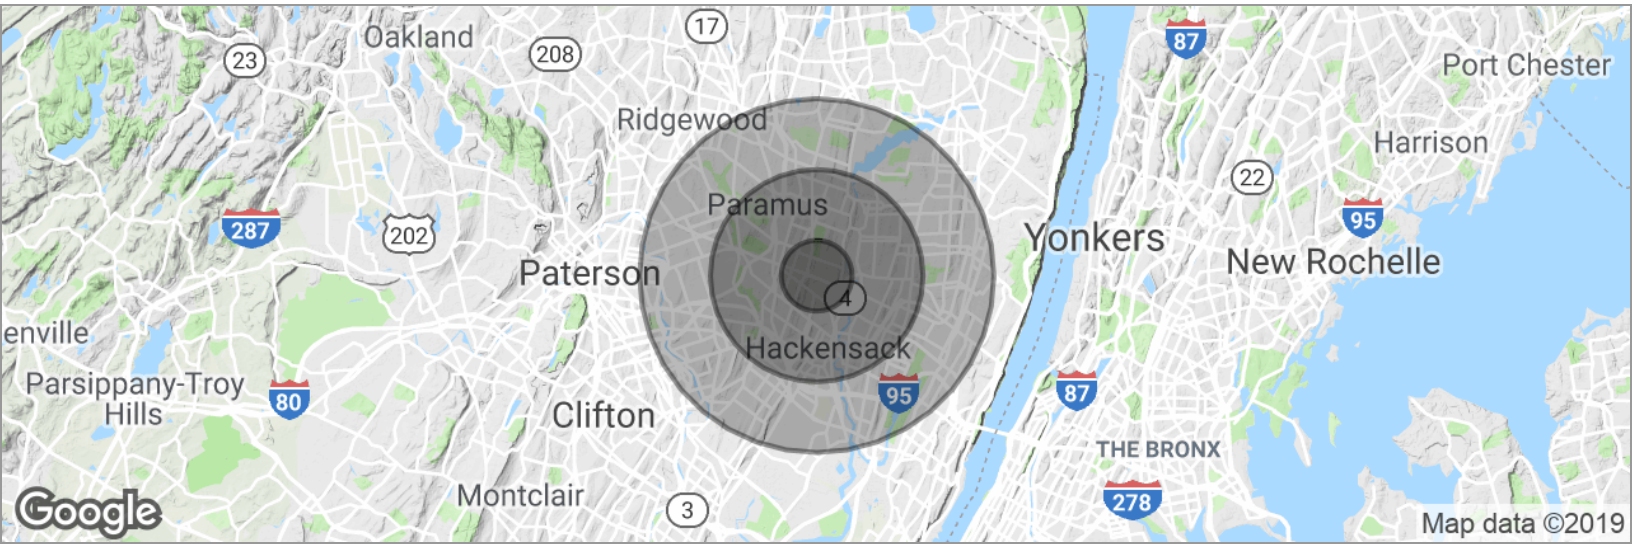 17
Oakland
87
23
208
Port Chester
Ridgewood
Harrison
22
Paramus
95
287
202
Yonkers
New Rochelle
Paterson
4
enville
Hackensack
Parsippany-Troy
Hills
80
95
87
Clifton
THE BRONX
Montclair
278
3
Google
Map data ©2019